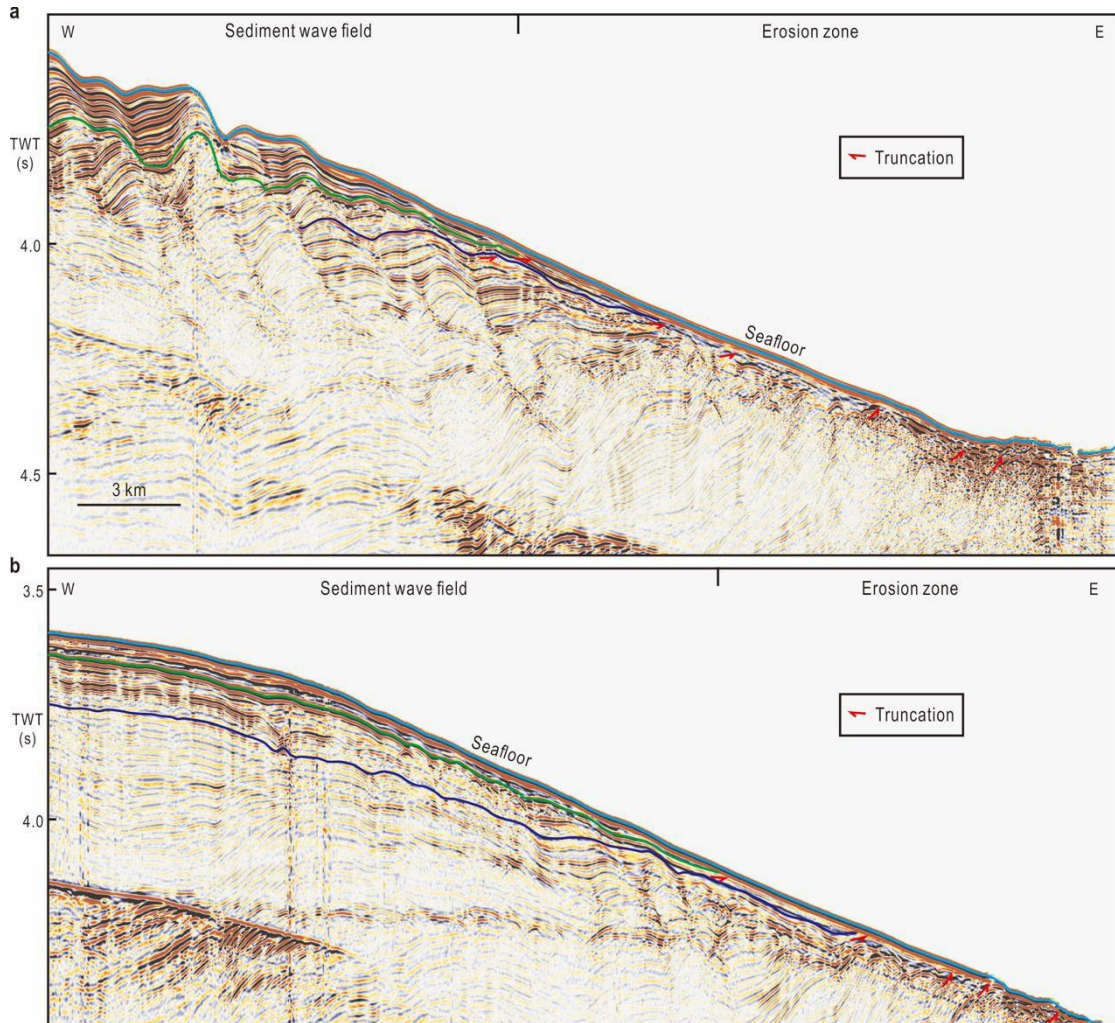 a
W Sediment wave field Erosion zone E
TWT
(s)
Truncation
4.0
Seafloor
4.5
3 km
b
3.5 W Sediment wave field Erosion zone E
Truncation
TWT
(s)
Seafloor
4.0